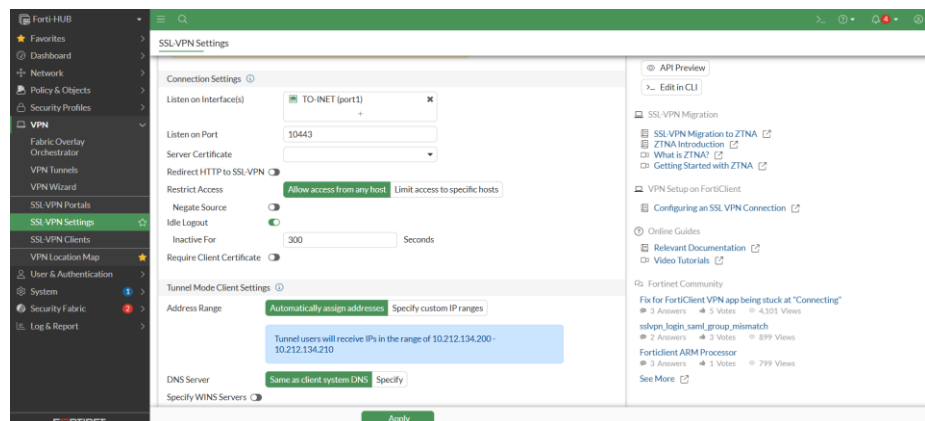 Forti-HUB
Favorites
Dashboard
Network
Policy & Objects
Security Profiles
VPN
Fabric Overlay
Orchestrator
VPN Tunnels
VPN Wizard
SSL-VPN Portals
SSL-VPN Settings
SSL-VPN Clients
VPN Location Map
User & Authentication
System 1
Security Fabric 2
Log & Report
4
SSL-VPN Settings
Connection Settings
Listen on Interface(s) TO-INET (port1)
Listen on Port 10443
Server Certificate
Redirect HTTP to SSL-VPN
Restrict Access Allow access from any host Limit access to specific hosts
Negate Source
Idle Logout
Inactive For 300 Seconds
Require Client Certificate
Tunnel Mode Client Settings
Address Range Automatically assign addresses Specify custom IP ranges
Tunnel users will receive IPs in the range of 10.212.134.200 -
10.212.134.210
DNS Server Same as client system DNS Specify
Specify WINS Servers
Apply
API Preview
>_ Edit in CLI
SSL-VPN Migration
SSL-VPN Migration to ZTNA
ZTNA Introduction
What is ZTNA?
Getting Started with ZTNA
VPN Setup on FortiClient
Configuring an SSL VPN Connection
Online Guides
Relevant Documentation
Video Tutorials
Fortinet Community
Fix for FortiClient VPN app being stuck at "Connecting"
3 Answers 5 Votes 4,101 Views
sslvpn_login_saml_group_mismatch
2 Answers 3 Votes 899 Views
Forticlient ARM Processor
3 Answers 1 Votes 799 Views
See More